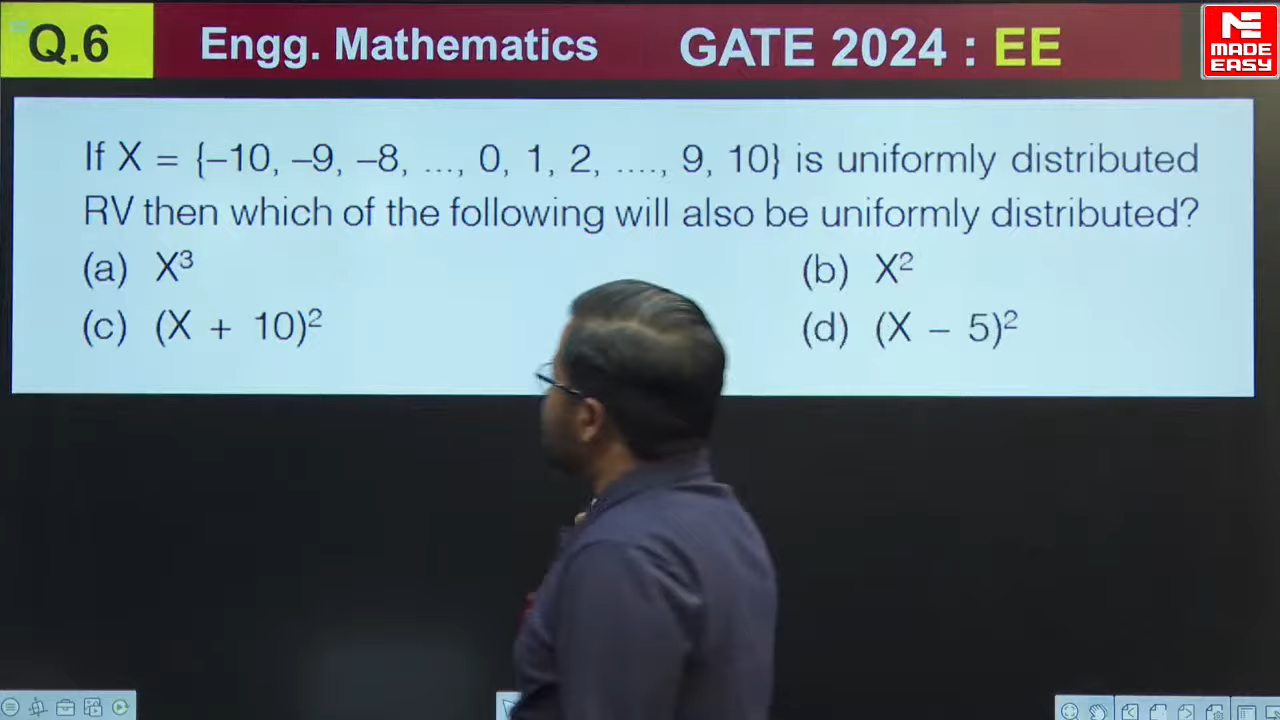 Q.6
Engg. Mathematics
GATE 2024 : EE
ME
MADE
EASY
If X = {–10, –9, –8, ..., 0, 1, 2, ...., 9, 10} is uniformly distributed
RV then which of the following will also be uniformly distributed?
(a) X³
(b) X²
(c) (X + 10)²
(d) (X – 5)²